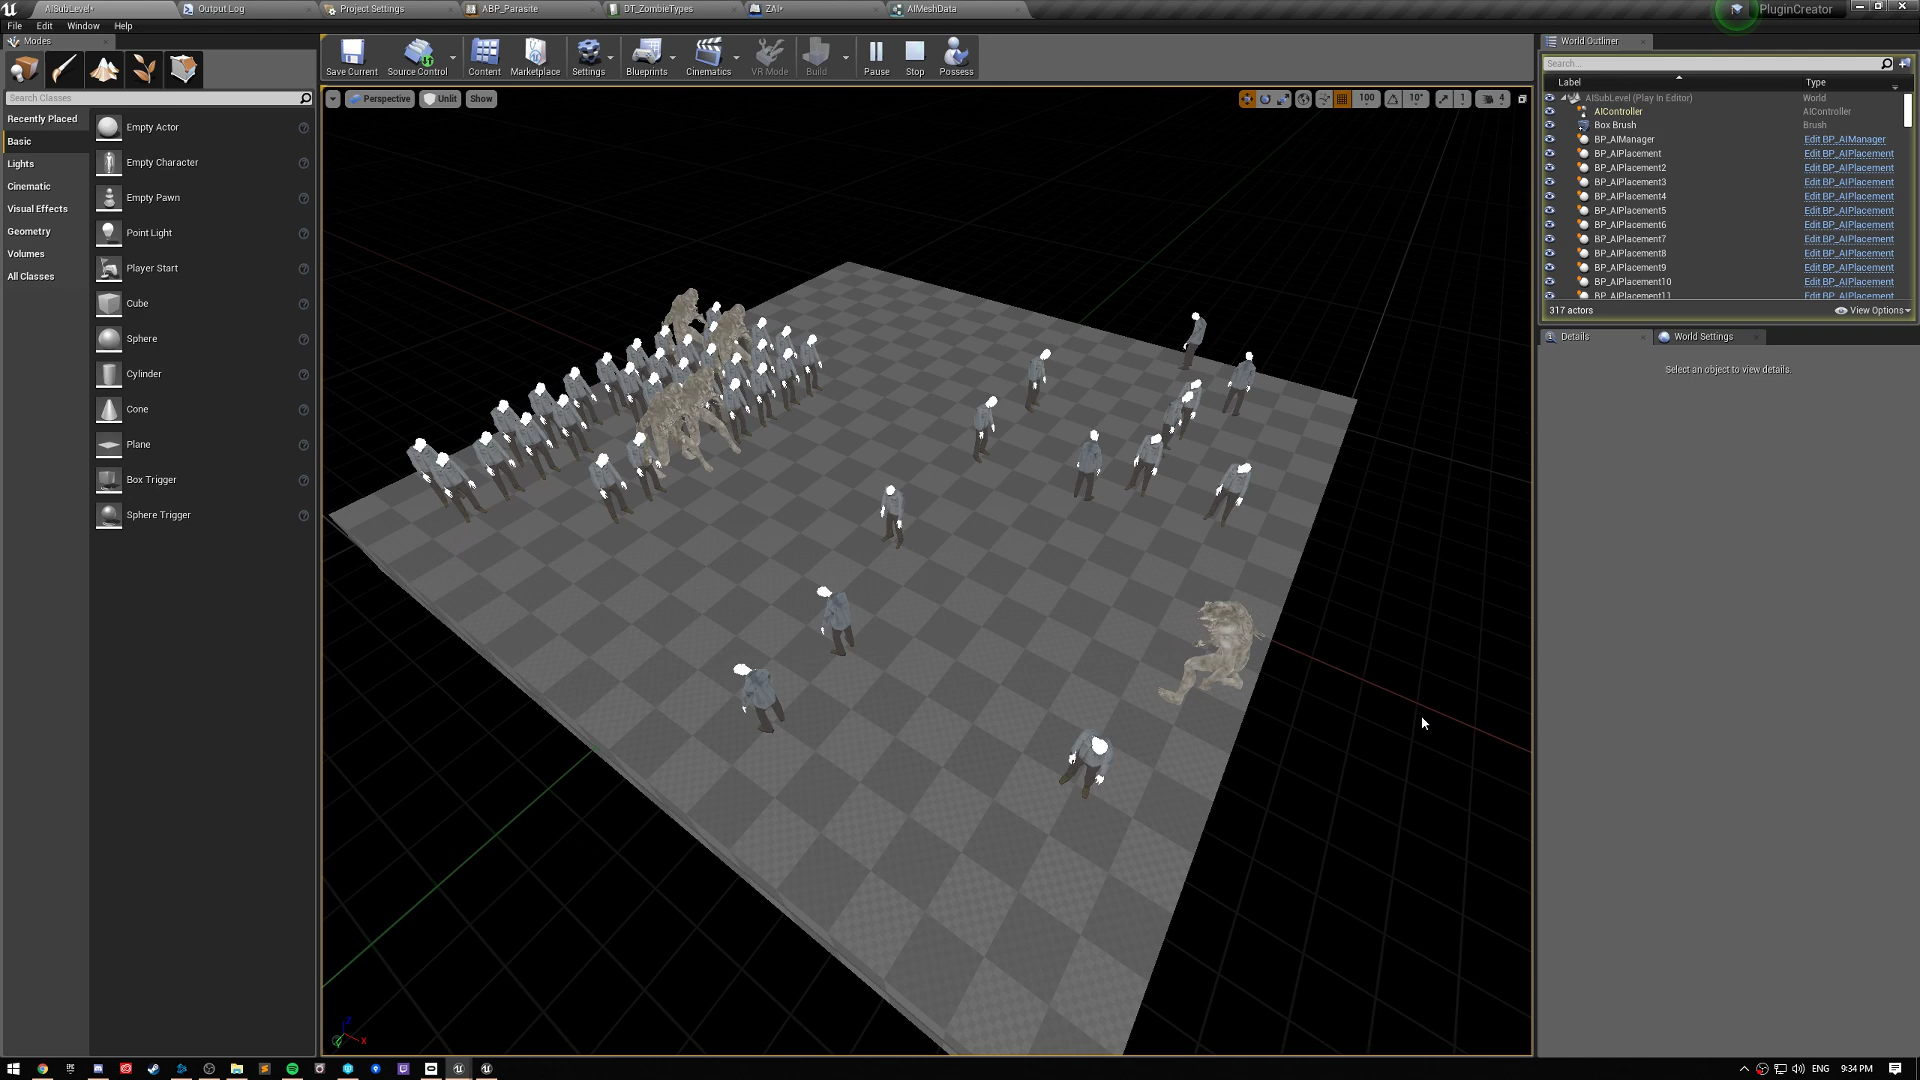 AISubLevel*
Output Log
Project Settings
ABP_Parasite
DT_ZombieTypes
ZAI*
AIMeshData
PluginCreator
File Edit Window Help
Modes
Search Classes
Recently Placed
Basic
Lights
Cinematic
Visual Effects
Geometry
Volumes
All Classes
Empty Actor
Empty Character
Empty Pawn
Point Light
Player Start
Cube
Sphere
Cylinder
Cone
Plane
Box Trigger
Sphere Trigger
Save Current
Source Control
Content
Marketplace
Settings
Blueprints
Cinematics
VR Mode
Build
Pause
Stop
Possess
Perspective
Unlit
Show
100
10°
1
4
X
World Outliner
Search...
Label Type
AISubLevel (Play In Editor) World
AIController AIController
Box Brush Brush
BP_AIManager Edit BP_AIManager
BP_AIPlacement Edit BP_AIPlacement
BP_AIPlacement2 Edit BP_AIPlacement
BP_AIPlacement3 Edit BP_AIPlacement
BP_AIPlacement4 Edit BP_AIPlacement
BP_AIPlacement5 Edit BP_AIPlacement
BP_AIPlacement6 Edit BP_AIPlacement
BP_AIPlacement7 Edit BP_AIPlacement
BP_AIPlacement8 Edit BP_AIPlacement
BP_AIPlacement9 Edit BP_AIPlacement
BP_AIPlacement10 Edit BP_AIPlacement
BP_AIPlacement11 Edit BP_AIPlacement
317 actors View Options
Details
World Settings
Select an object to view details.
ENG 9:34 PM